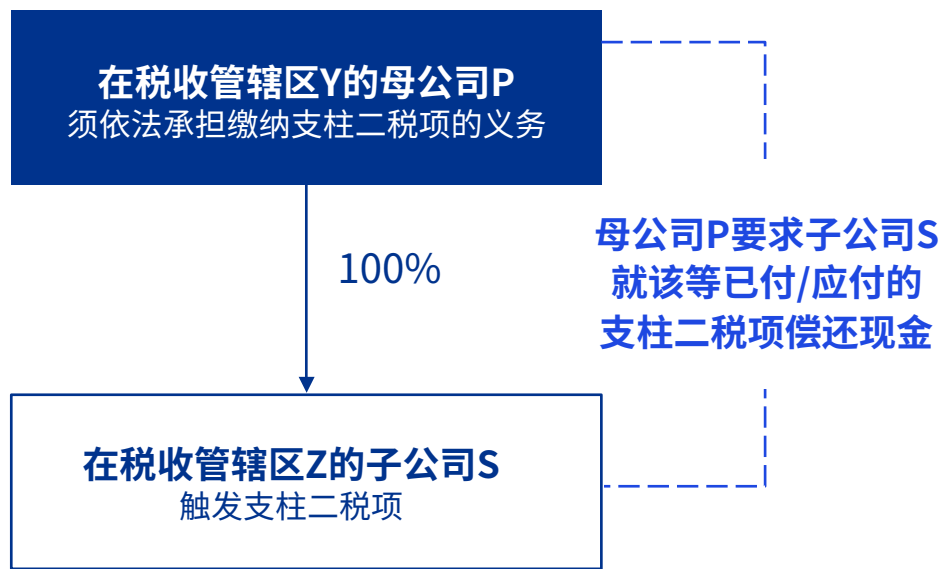 在税收管辖区Y的母公司P
须依法承担缴纳支柱二税项的义务
100%
母公司P要求子公司S
就该等已付/应付的
支柱二税项偿还现金
在税收管辖区Z的子公司S
触发支柱二税项